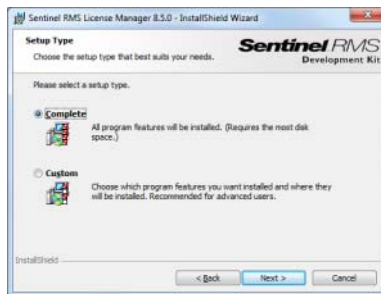 Sentinel RMS License Manager 8.5.0 - InstallShield Wizard
Setup Type
Choose the setup type that best suits your needs.
Sentinel RMS
Development Kit
Please select a setup type.
Complete
All program features will be installed. (Requires the most disk
space.)
Custom
Choose which program features you want installed and where they
will be installed. Recommended for advanced users.
InstallShield
< Back
Next >
Cancel